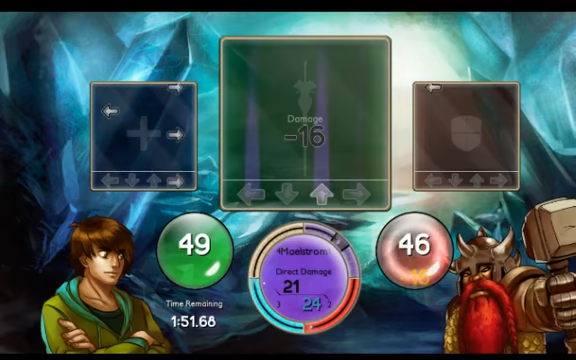 Damage
-16
49
46
Maelstrom
Direct Damage
21
24
Time Remaining
1:51.68